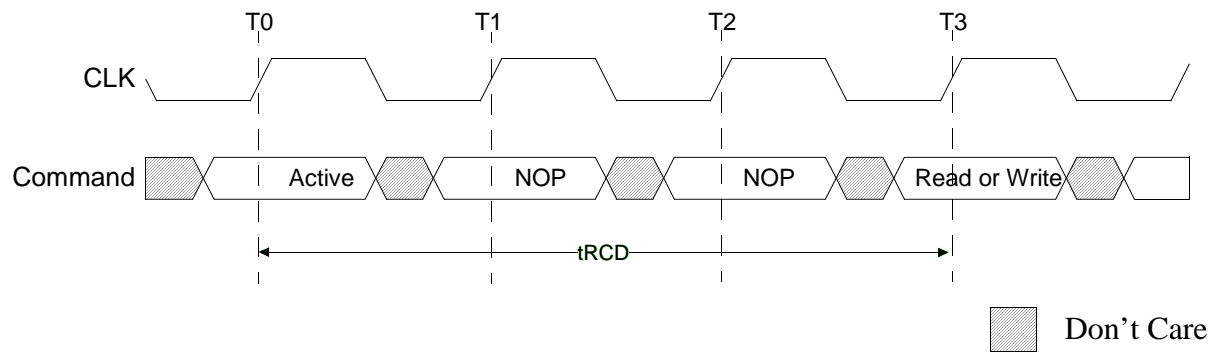 T0 T1 T2 T3
CLK
Command Active NOP NOP Read or Write
tRCD
Don't Care